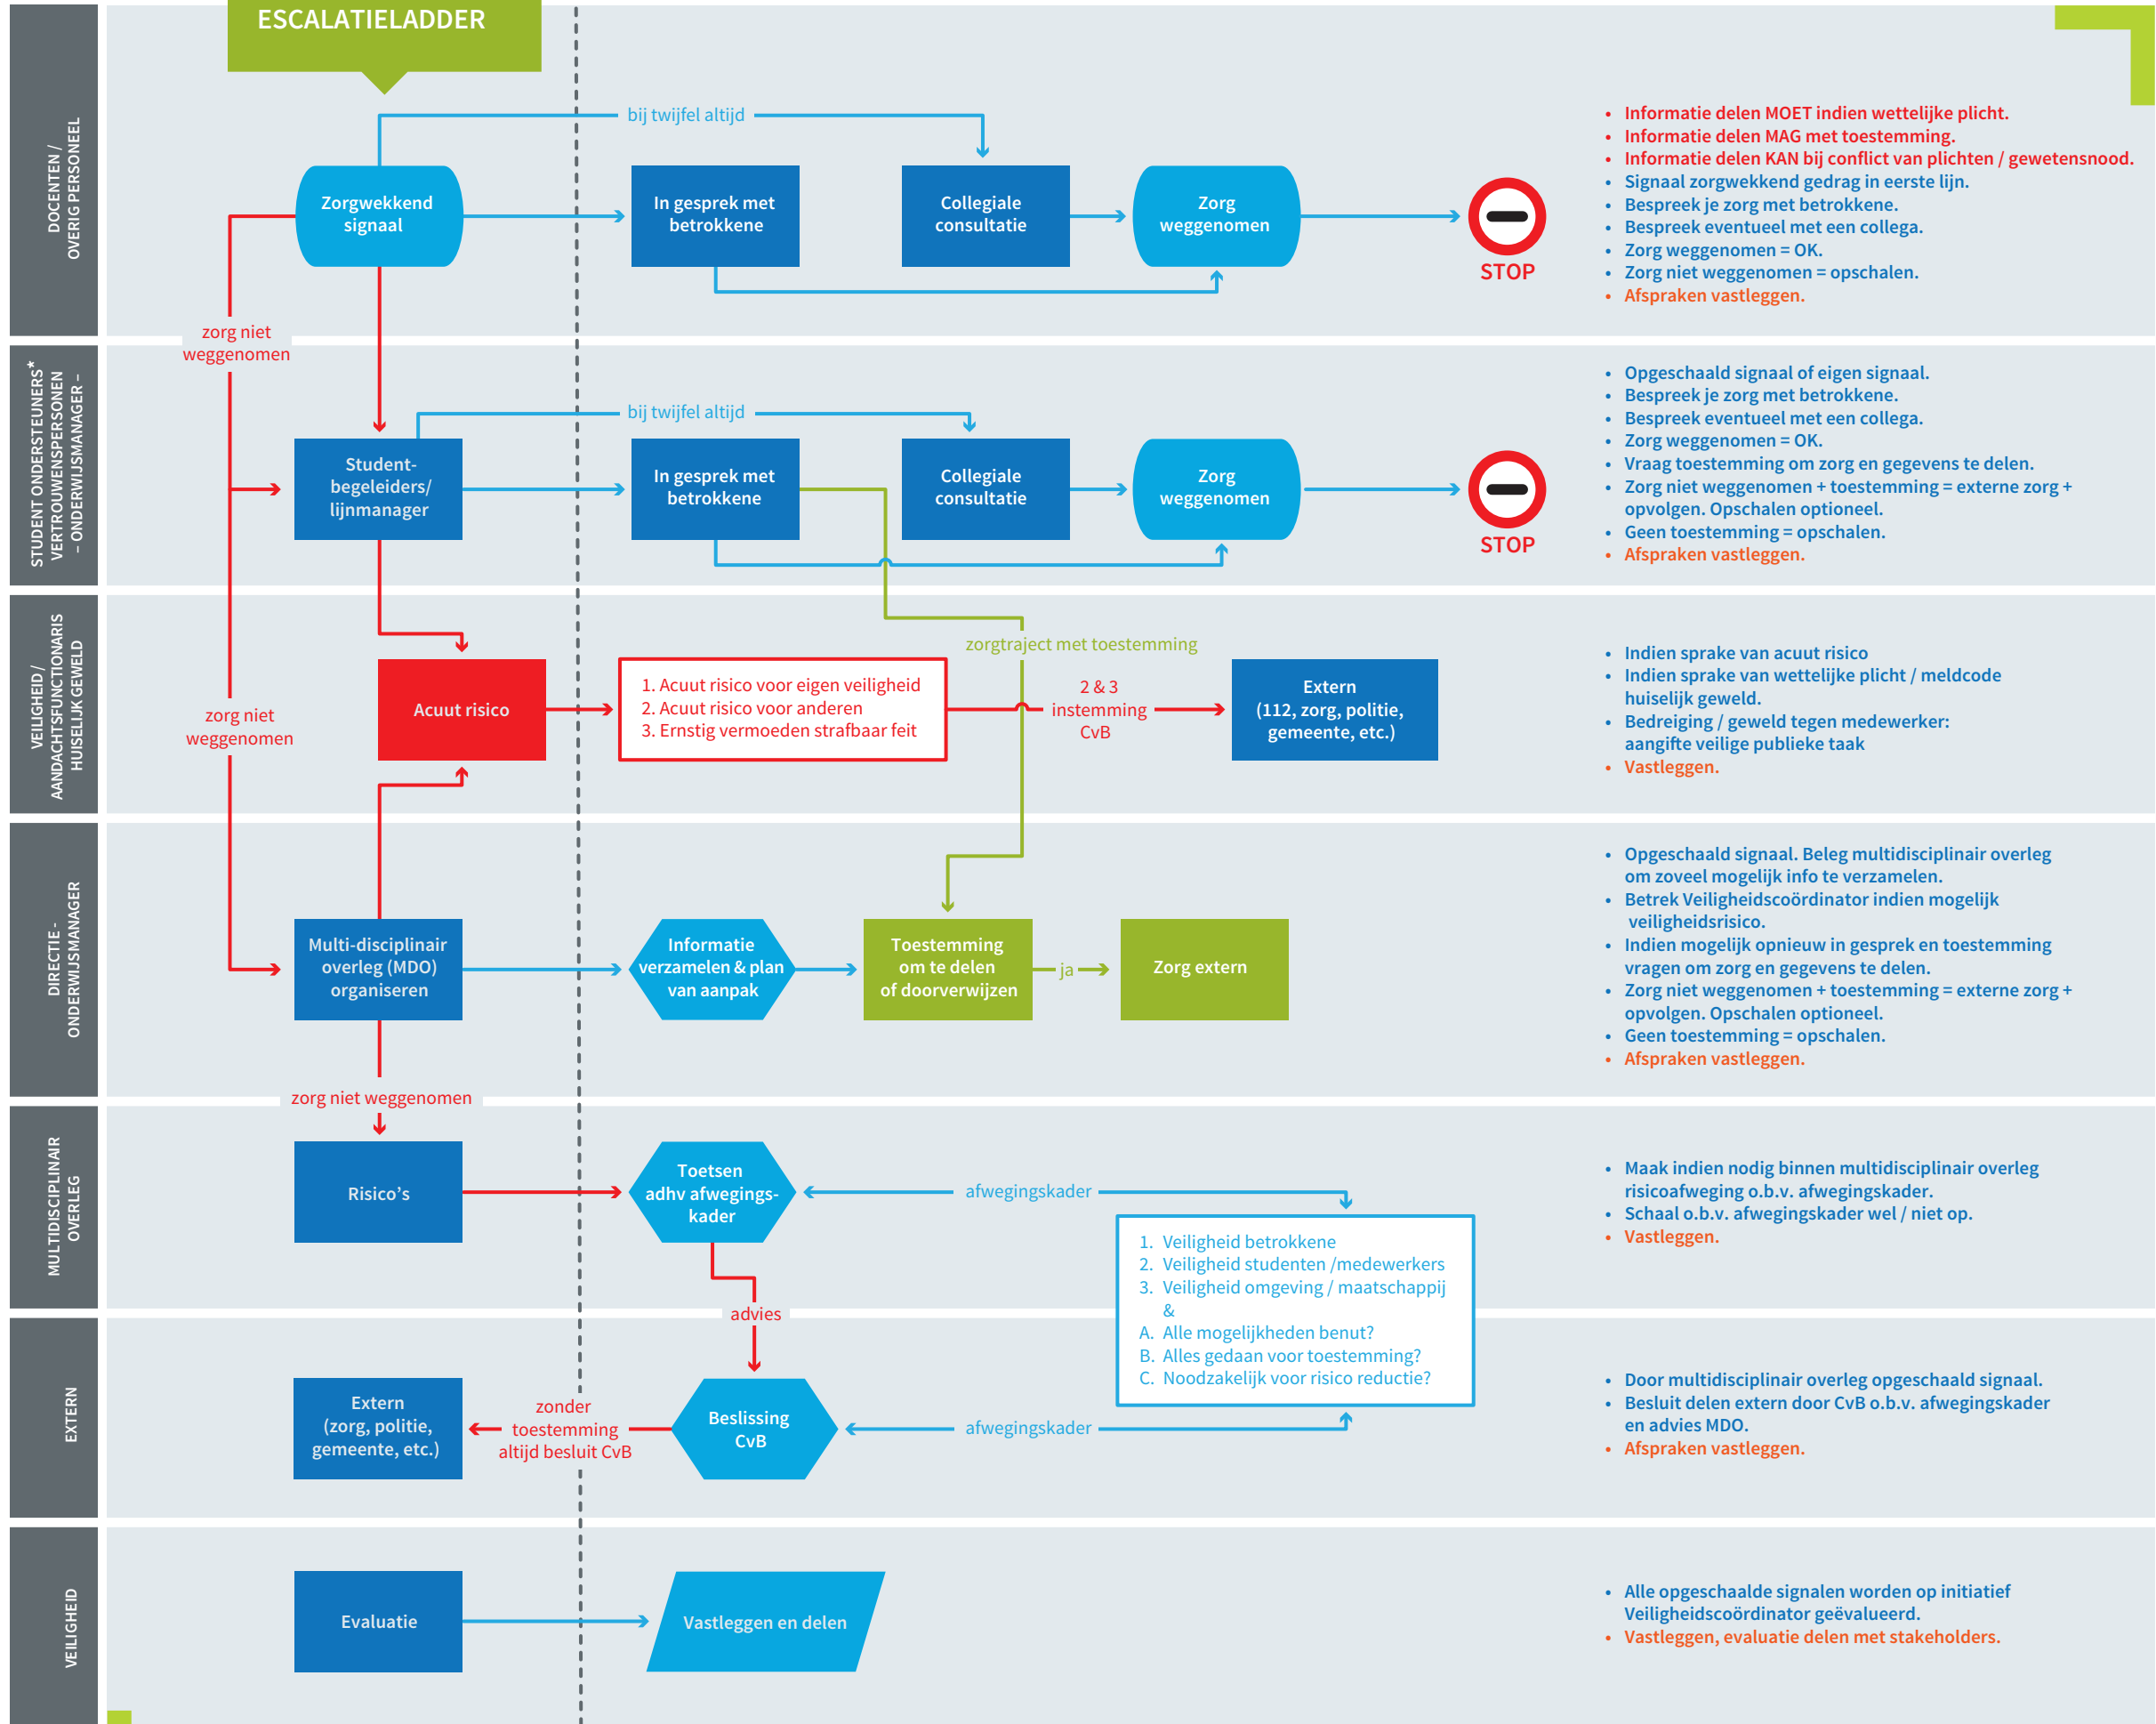 ESCALATIELADDER
DOCENTEN /
OVERIG PERSONEEL
bij twijfel altijd
Zorgwekkend
signaal
In gesprek met
betrokkene
Collegiale
consultatie
Zorg
weggenomen
STOP
• Informatie delen MOET indien wettelijke plicht.
• Informatie delen MAG met toestemming.
• Informatie delen KAN bij conflict van plichten / gewetensnood.
• Signaal zorgwekkend gedrag in eerste lijn.
• Bespreek je zorg met betrokkene.
• Bespreek eventueel met een collega.
• Zorg weggenomen = OK.
• Zorg niet weggenomen = opschalen.
• Afspraken vastleggen.
zorg niet
weggenomen
STUDENT ONDERSTEUNERS*
VERTROUWENSPERSONEN
– ONDERWIJSMANAGER –
bij twijfel altijd
Student-
begeleiders/
lijnmanager
In gesprek met
betrokkene
Collegiale
consultatie
Zorg
weggenomen
STOP
• Opgeschaald signaal of eigen signaal.
• Bespreek je zorg met betrokkene.
• Bespreek eventueel met een collega.
• Zorg weggenomen = OK.
• Vraag toestemming om zorg en gegevens te delen.
• Zorg niet weggenomen + toestemming = externe zorg +
opvolgen. Opschalen optioneel.
• Geen toestemming = opschalen.
• Afspraken vastleggen.
VEILIGHEID /
AANDACHTSFUNCTIONARIS
HUISELIJK GEWELD
zorgtraject met toestemming
zorg niet
weggenomen
Acuut risico
1. Acuut risico voor eigen veiligheid
2. Acuut risico voor anderen
3. Ernstig vermoeden strafbaar feit
2 & 3
instemming
CvB
Extern
(112, zorg, politie,
gemeente, etc.)
• Indien sprake van acuut risico
• Indien sprake van wettelijke plicht / meldcode
huiselijk geweld.
• Bedreiging / geweld tegen medewerker:
aangifte veilige publieke taak
• Vastleggen.
DIRECTIE -
ONDERWIJSMANAGER
Multi-disciplinair
overleg (MDO)
organiseren
Informatie
verzamelen & plan
van aanpak
Toestemming
om te delen
of doorverwijzen
ja
Zorg extern
• Opgeschaald signaal. Beleg multidisciplinair overleg
om zoveel mogelijk info te verzamelen.
• Betrek Veiligheidscoördinator indien mogelijk
veiligheidsrisico.
• Indien mogelijk opnieuw in gesprek en toestemming
vragen om zorg en gegevens te delen.
• Zorg niet weggenomen + toestemming = externe zorg +
opvolgen. Opschalen optioneel.
• Geen toestemming = opschalen.
• Afspraken vastleggen.
zorg niet weggenomen
MULTIDISCIPLINAIR
OVERLEG
Risico's
Toetsen
adhv afwegings-
kader
afwegingskader
1. Veiligheid betrokkene
2. Veiligheid studenten /medewerkers
3. Veiligheid omgeving / maatschappij
&
A. Alle mogelijkheden benut?
B. Alles gedaan voor toestemming?
C. Noodzakelijk voor risico reductie?
• Maak indien nodig binnen multidisciplinair overleg
risicoafweging o.b.v. afwegingskader.
• Schaal o.b.v. afwegingskader wel / niet op.
• Vastleggen.
advies
EXTERN
Extern
(zorg, politie,
gemeente, etc.)
zonder
toestemming
altijd besluit CvB
Beslissing
CvB
afwegingskader
• Door multidisciplinair overleg opgeschaald signaal.
• Besluit delen extern door CvB o.b.v. afwegingskader
en advies MDO.
• Afspraken vastleggen.
VEILIGHEID
Evaluatie
Vastleggen en delen
• Alle opgeschaalde signalen worden op initiatief
Veiligheidscoördinator geëvalueerd.
• Vastleggen, evaluatie delen met stakeholders.